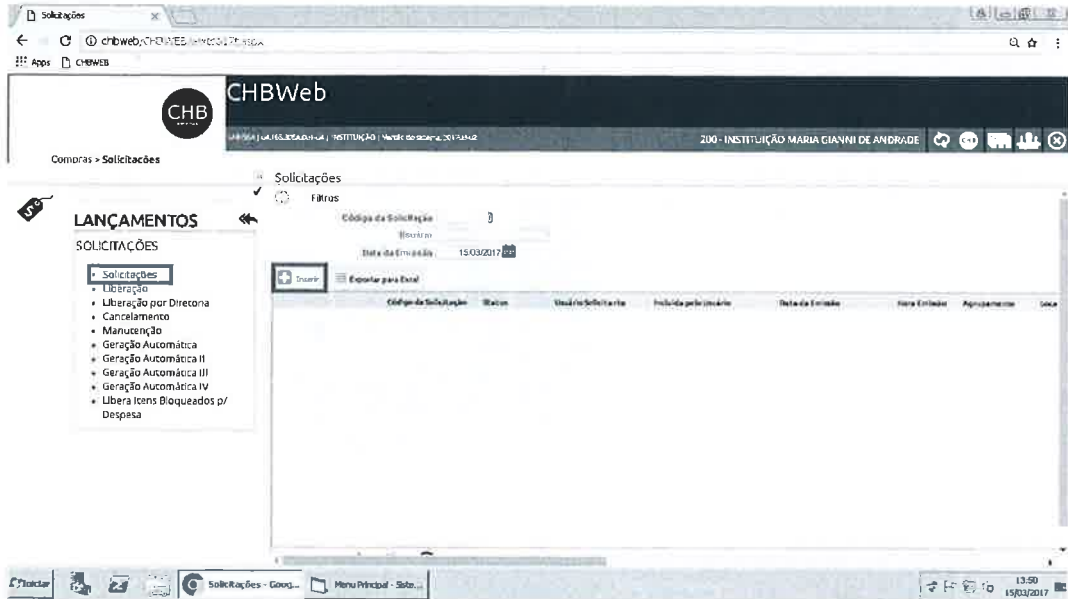 Solicitações
Apps CHBWEB
CHBWeb
CHB
200 - INSTITUIÇÃO MARIA GIANNI DE ANDRADE
Compras > Solicitações
Solicitações
Filtros
Código da Solicitação
Usuário
Data da Emissão 15/03/2017
LANÇAMENTOS
SOLICITAÇÕES
Solicitações
Liberação
Liberação por Diretoria
Cancelamento
Manutenção
Geração Automática
Geração Automática II
Geração Automática III
Geração Automática IV
Libera Itens Bloqueados p/
Despesa
Inserir Exportar para Excel
Código da Solicitação Status Usuário Solicitante Incluída pelo Usuário Data da Emissão Hora Emissão Agrupamento
Iniciar Solicitações - Goog... Menu Principal - Siste... 13:50
15/03/2017